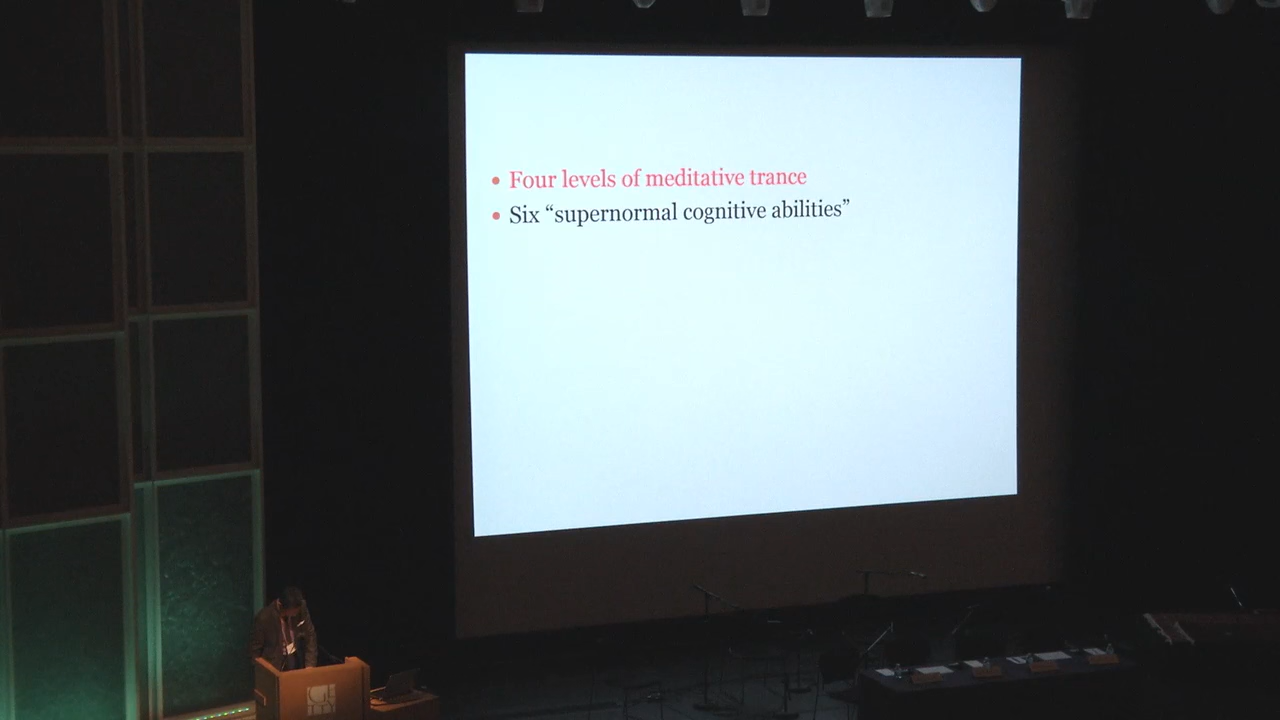 • Four levels of meditative trance
• Six “supernormal cognitive abilities”